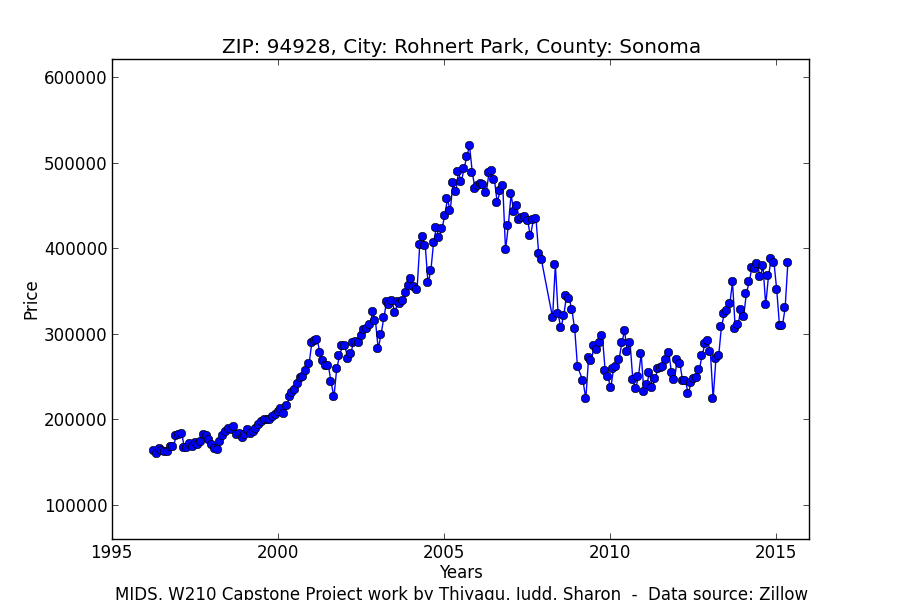 ZIP: 94928, City: Rohnert Park, County: Sonoma
600000
500000
400000
300000
200000
100000
Price
1995 2000 2005 2010 2015
Years
MIDS, W210 Capstone Project work by Thiyagu, Judd, Sharon - Data source: Zillow